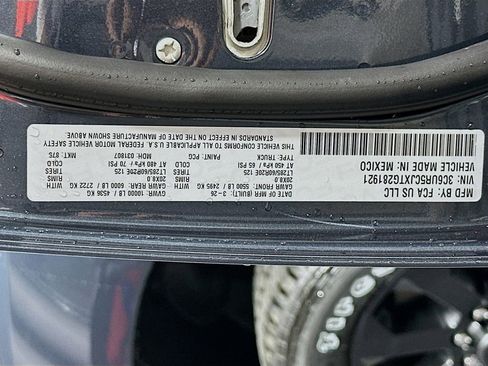 MFD BY: FCA US LLC
VIN: 3C6UR5CJXTG281921
VEHICLE MADE IN: MEXICO
DATE OF MFR (BUILT): 3-26 GVWR: 10000 LB 4536 KG
GAWR FRONT: 5500 LB 2495 KG GAWR REAR: 6000 LB 2722 KG
20X8.0 RIMS 20X8.0 RIMS
LT285/60R20E 125 TIRES LT285/60R20E 125 TIRES
AT 450 kPa / 65 PSI COLD AT 480 kPa / 70 PSI COLD
TYPE: TRUCK PAINT: PCG MDH: 031807 MKT: 875
THIS VEHICLE CONFORMS TO ALL APPLICABLE U.S.A. FEDERAL MOTOR VEHICLE SAFETY
STANDARDS IN EFFECT ON THE DATE OF MANUFACTURE SHOWN ABOVE.